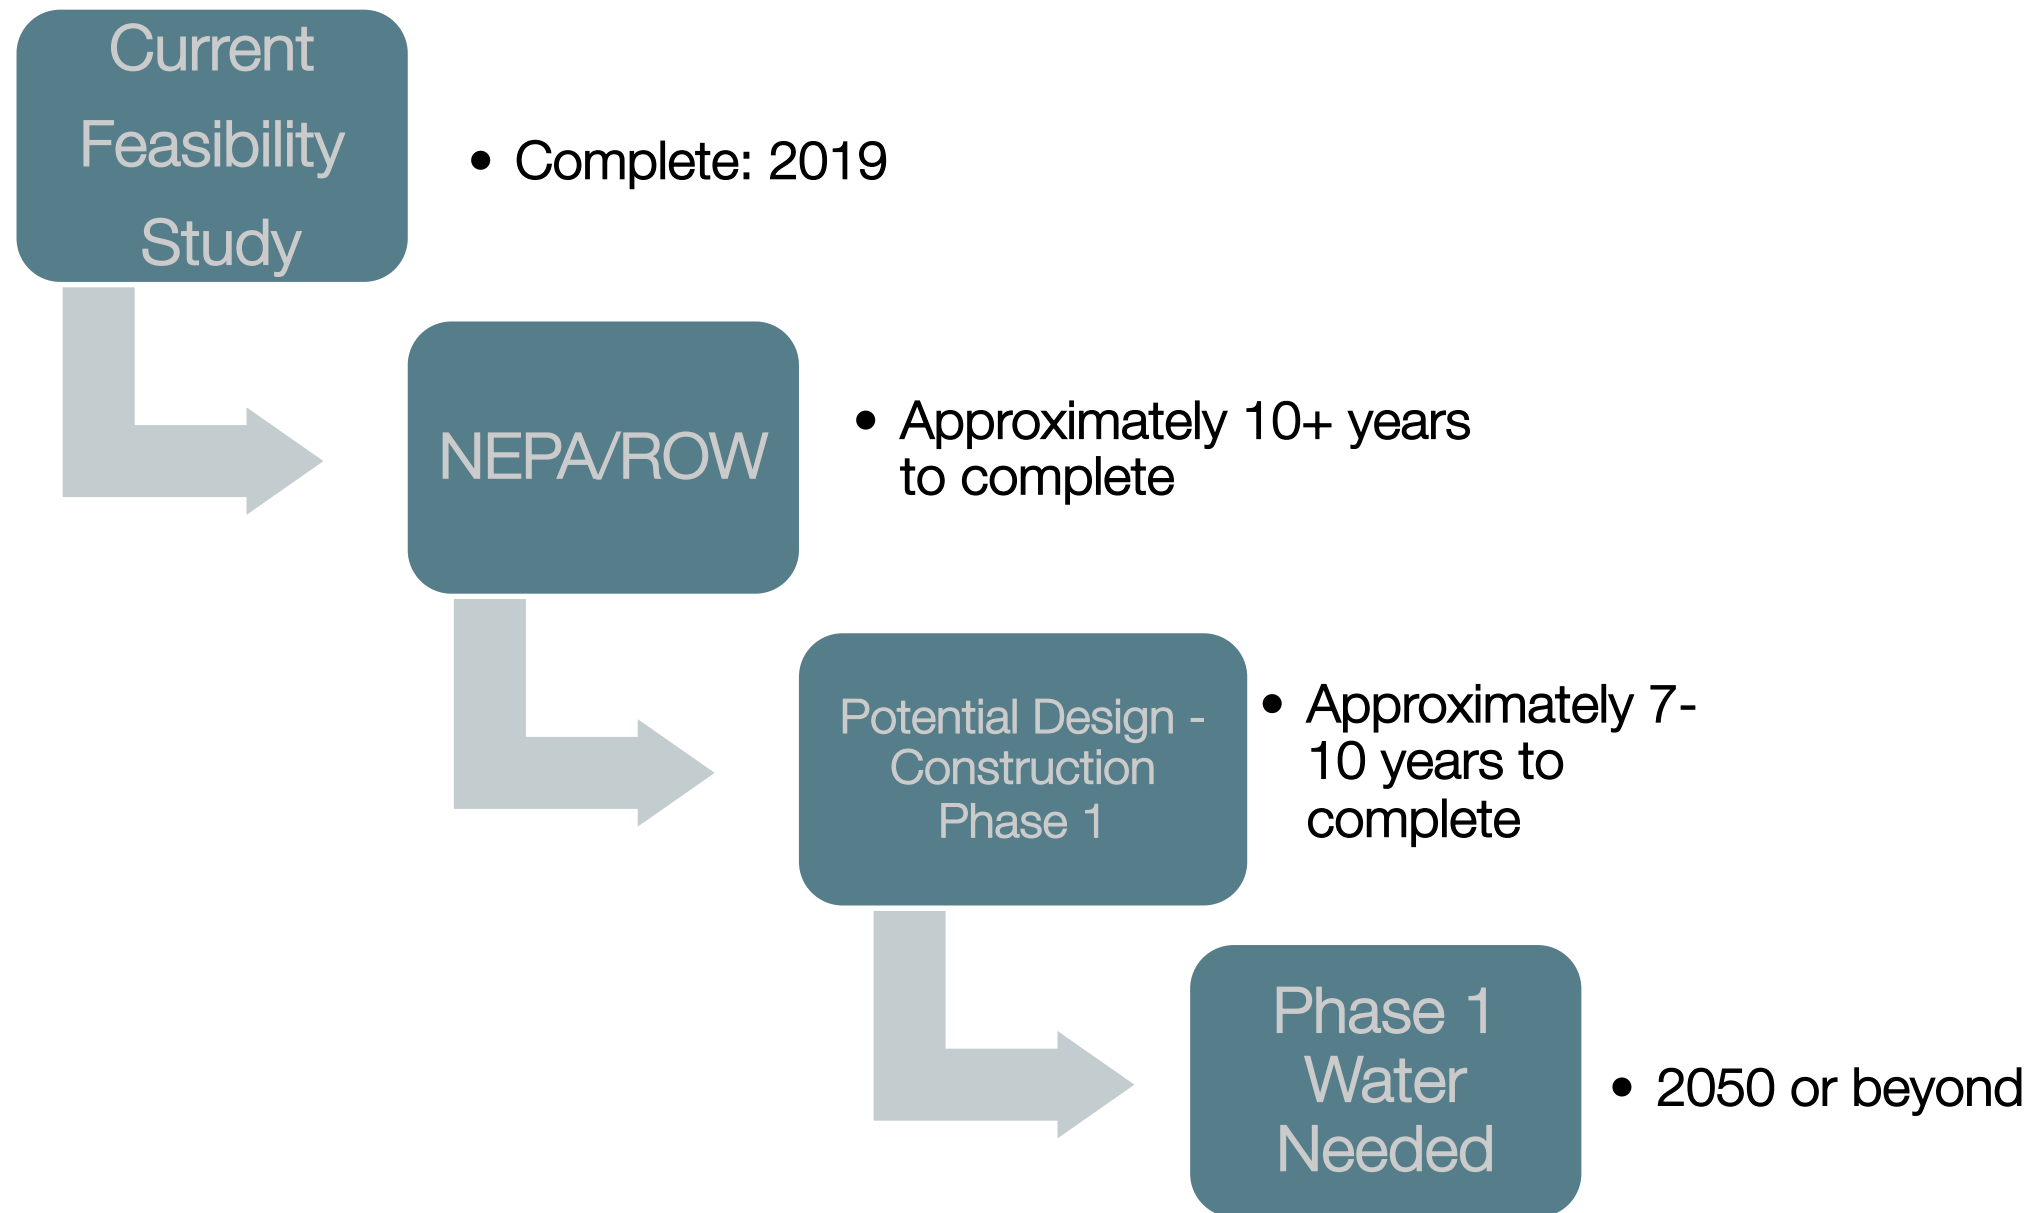 Current
Feasibility
Study
• Complete: 2019
NEPA/ROW
• Approximately 10+ years
to complete
Potential Design -
Construction
Phase 1
• Approximately 7-
10 years to
complete
Phase 1
Water
Needed
• 2050 or beyond